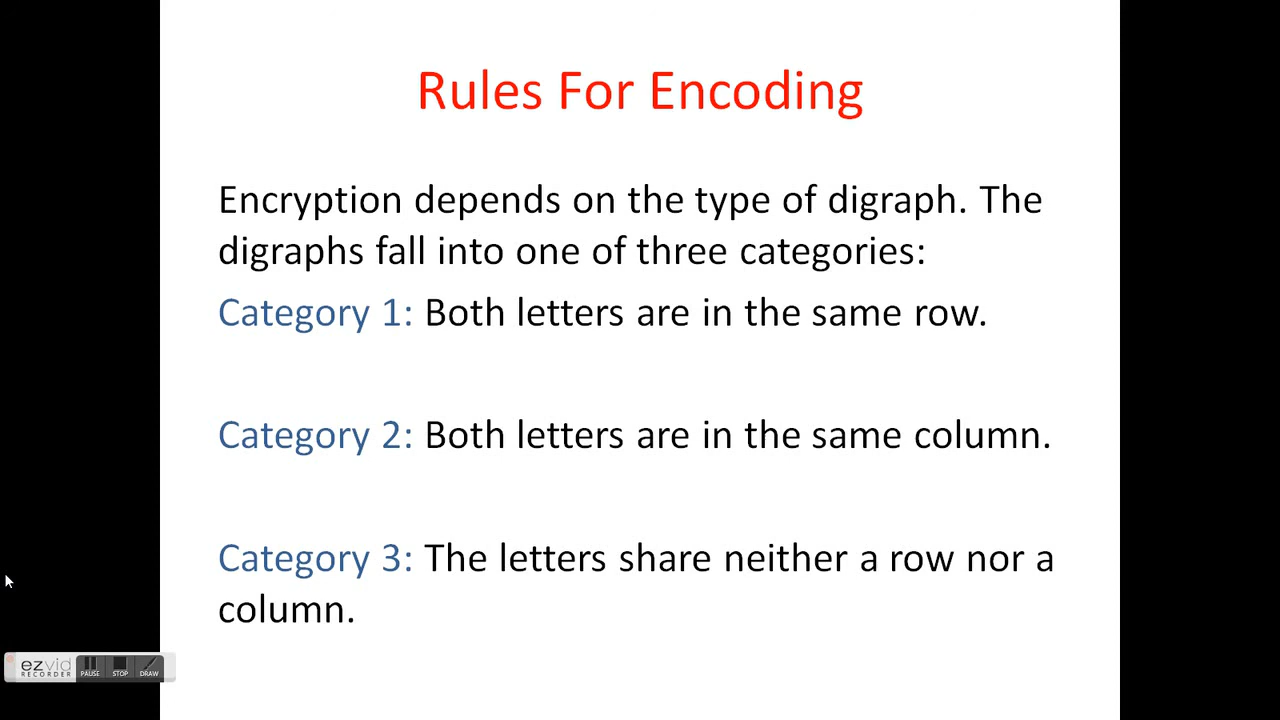 Rules For Encoding
Encryption depends on the type of digraph. The
digraphs fall into one of three categories:
Category 1: Both letters are in the same row.
Category 2: Both letters are in the same column.
Category 3: The letters share neither a row nor a
column.
ezvid
RECORDER
PAUSE STOP DRAW